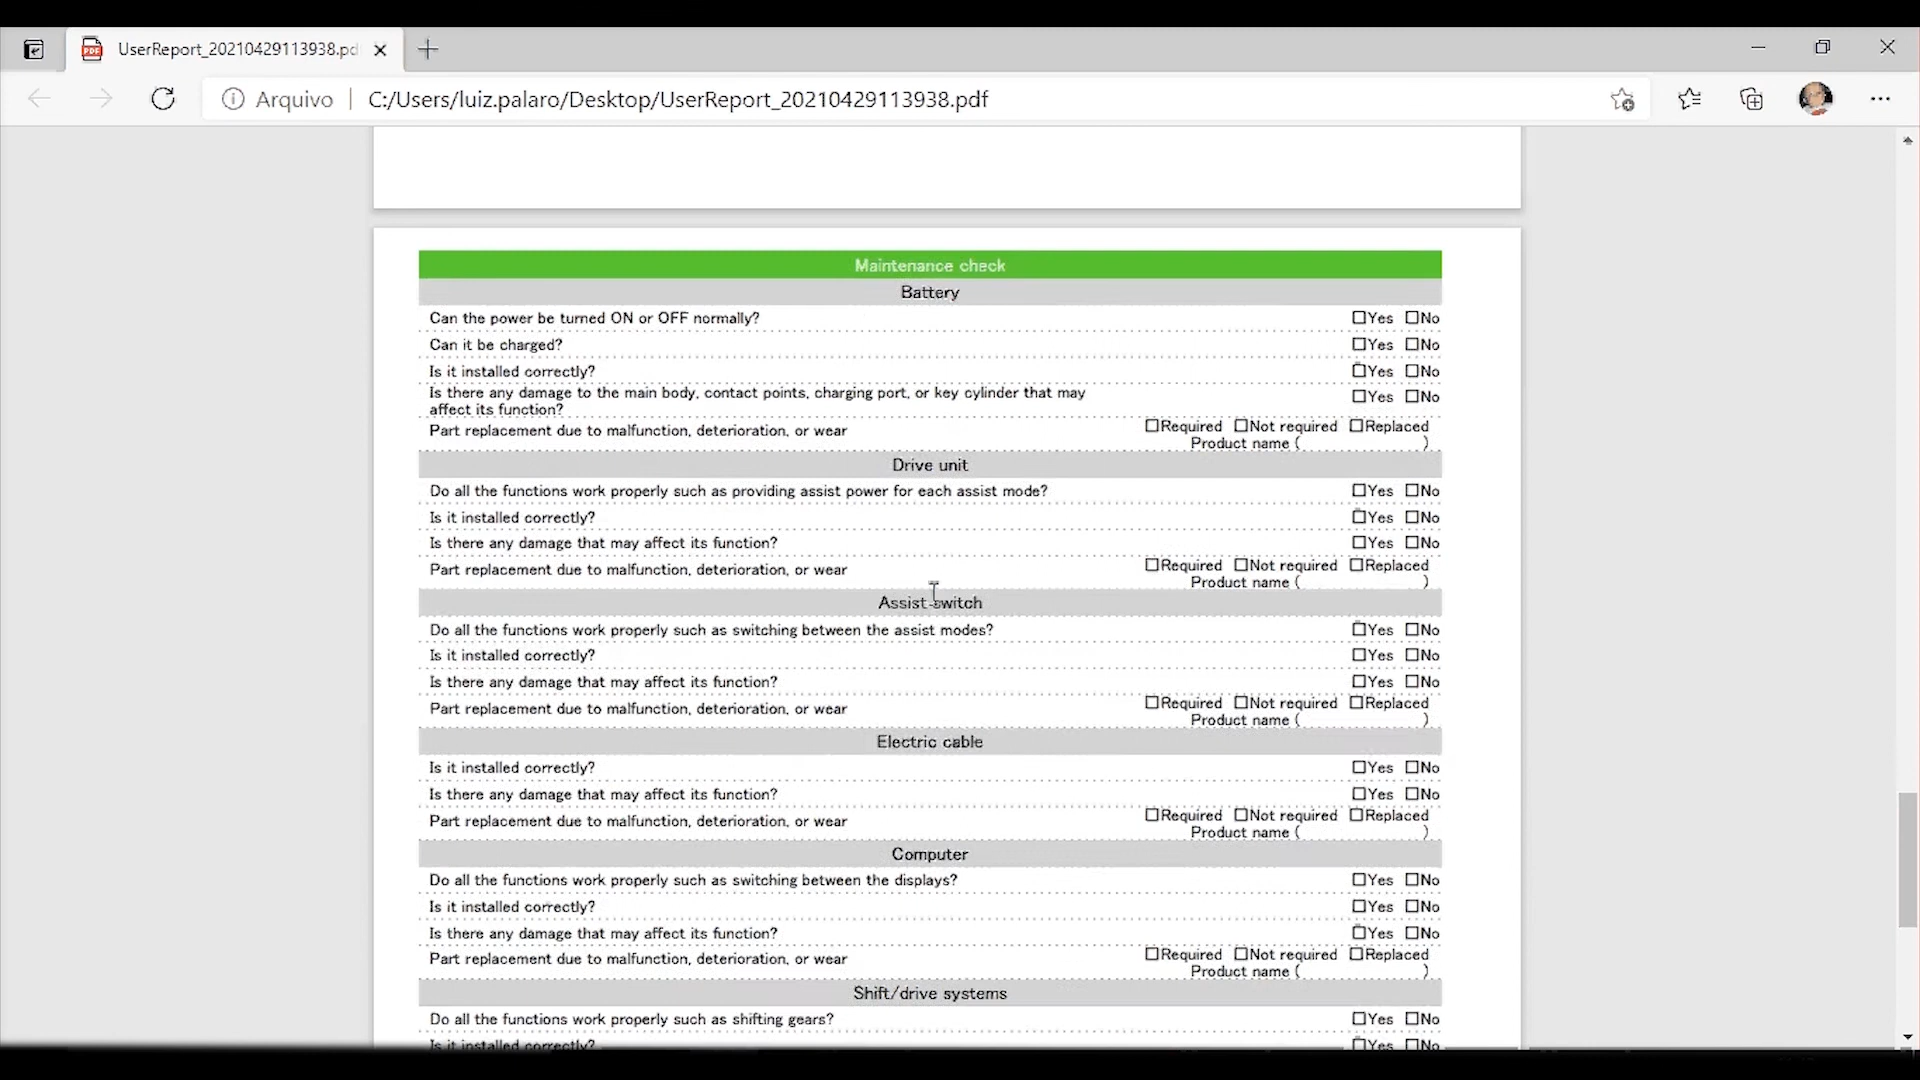 UserReport_20210429113938.pd
Arquivo | C:/Users/luiz.palaro/Desktop/UserReport_20210429113938.pdf
Maintenance check
Battery
Can the power be turned ON or OFF normally? □Yes □No
Can it be charged? □Yes □No
Is it installed correctly? □Yes □No
Is there any damage to the main body, contact points, charging port, or key cylinder that may
affect its function? □Yes □No
Part replacement due to malfunction, deterioration, or wear □Required □Not required □Replaced
Product name ( )
Drive unit
Do all the functions work properly such as providing assist power for each assist mode? □Yes □No
Is it installed correctly? □Yes □No
Is there any damage that may affect its function? □Yes □No
Part replacement due to malfunction, deterioration, or wear □Required □Not required □Replaced
Product name ( )
Assist switch
Do all the functions work properly such as switching between the assist modes? □Yes □No
Is it installed correctly? □Yes □No
Is there any damage that may affect its function? □Yes □No
Part replacement due to malfunction, deterioration, or wear □Required □Not required □Replaced
Product name ( )
Electric cable
Is it installed correctly? □Yes □No
Is there any damage that may affect its function? □Yes □No
Part replacement due to malfunction, deterioration, or wear □Required □Not required □Replaced
Product name ( )
Computer
Do all the functions work properly such as switching between the displays? □Yes □No
Is it installed correctly? □Yes □No
Is there any damage that may affect its function? □Yes □No
Part replacement due to malfunction, deterioration, or wear □Required □Not required □Replaced
Product name ( )
Shift/drive systems
Do all the functions work properly such as shifting gears? □Yes □No
Is it installed correctly? □Yes □No